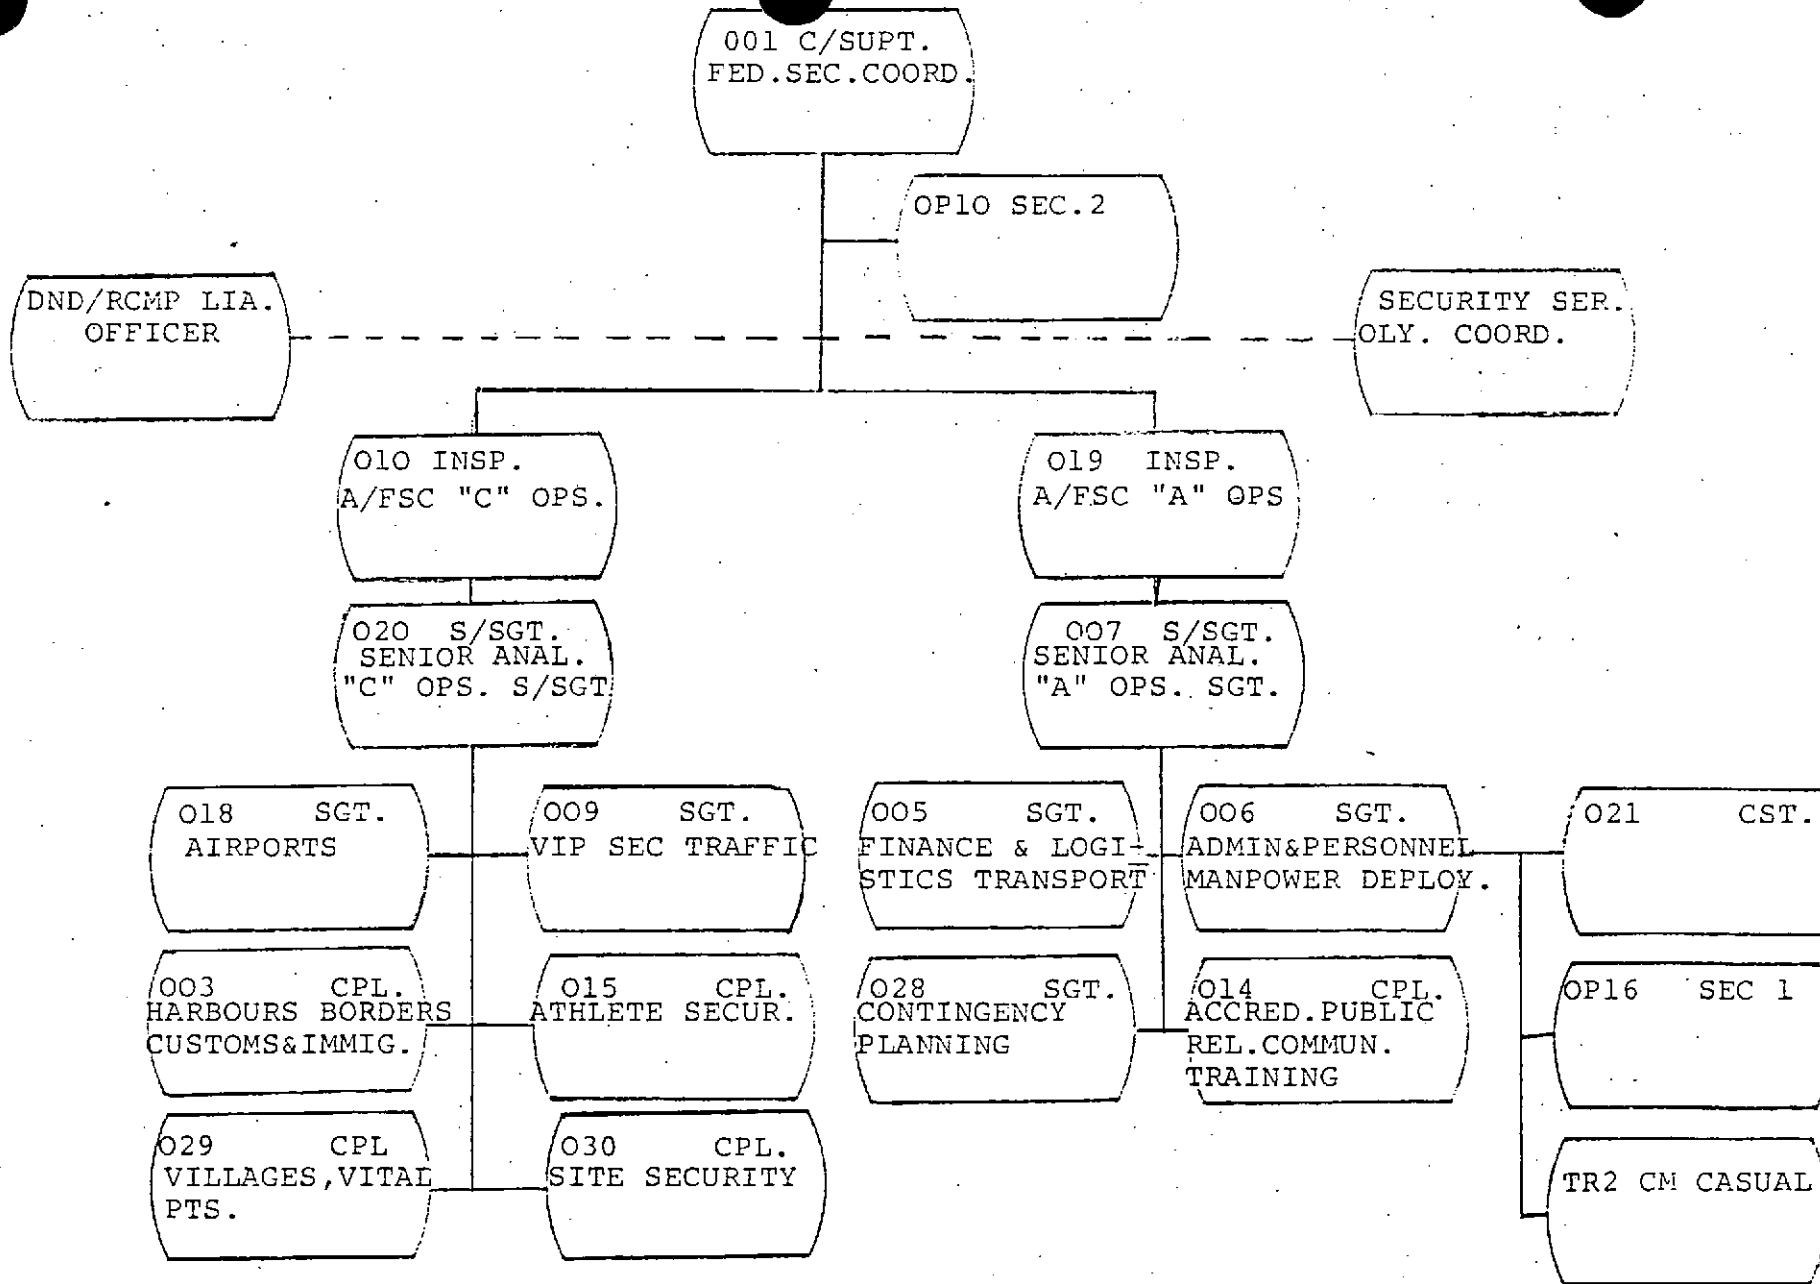 001 C/SUPT.
FED.SEC.COORD.
OP10 SEC.2
DND/RCMP LIA.
OFFICER
SECURITY SER.
OLY. COORD.
010 INSP.
A/FSC "C" OPS.
019 INSP.
A/FSC "A" OPS
020 S/SGT.
SENIOR ANAL.
"C" OPS. S/SGT
007 S/SGT.
SENIOR ANAL.
"A" OPS. SGT.
018 SGT.
AIRPORTS
009 SGT.
VIP SEC TRAFFIC
005 SGT.
FINANCE & LOGI-
STICS TRANSPORT
006 SGT.
ADMIN&PERSONNEL
MANPOWER DEPLOY.
021 CST.
003 CPL.
HARBOURS BORDERS
CUSTOMS&IMMIG.
015 CPL.
ATHLETE SECUR.
028 SGT.
CONTINGENCY
PLANNING
014 CPL.
ACCRED.PUBLIC
REL.COMMUN.
TRAINING
OP16 SEC 1
029 CPL
VILLAGES,VITAL
PTS.
030 CPL.
SITE SECURITY
TR2 CM CASUAL